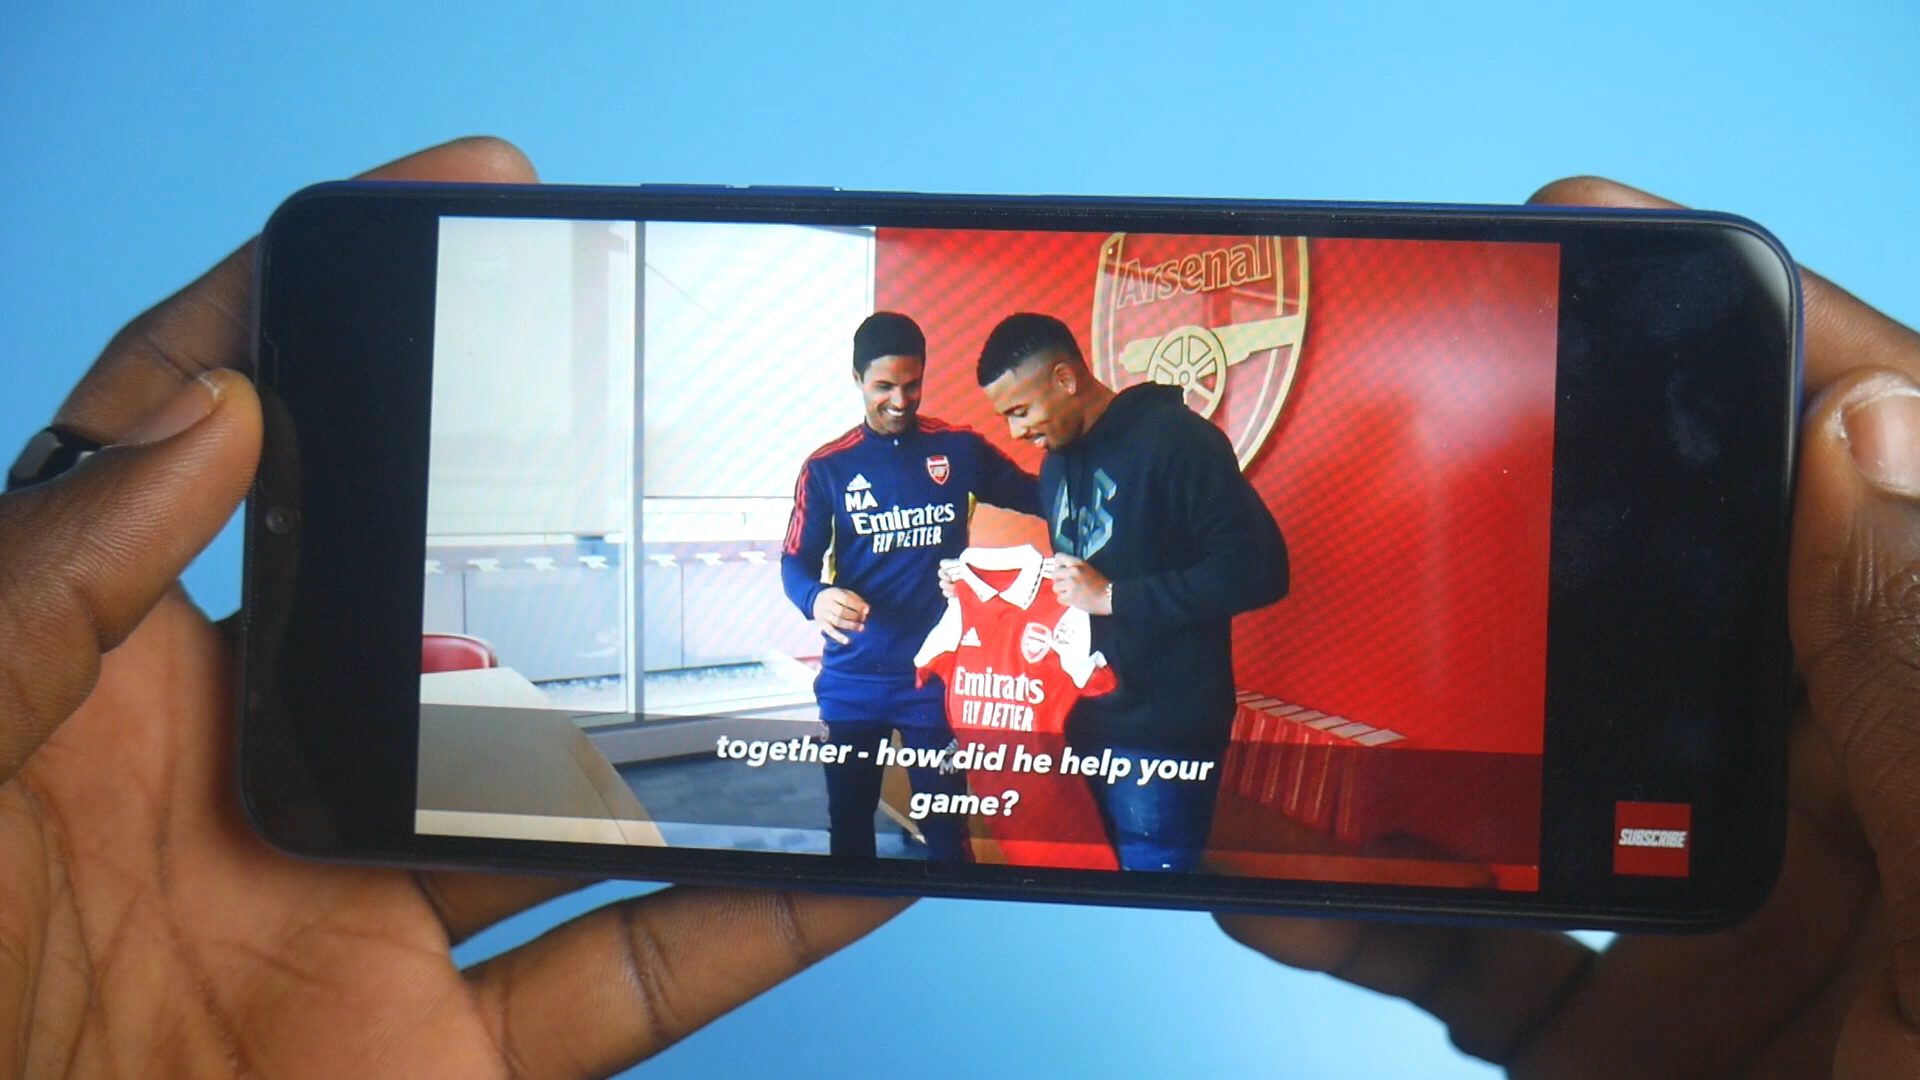 Arsenal
MA
Emirates
FLY BETTER
Emirates
FLY BETTER
together - how did he help your
game?
SUBSCRIBE